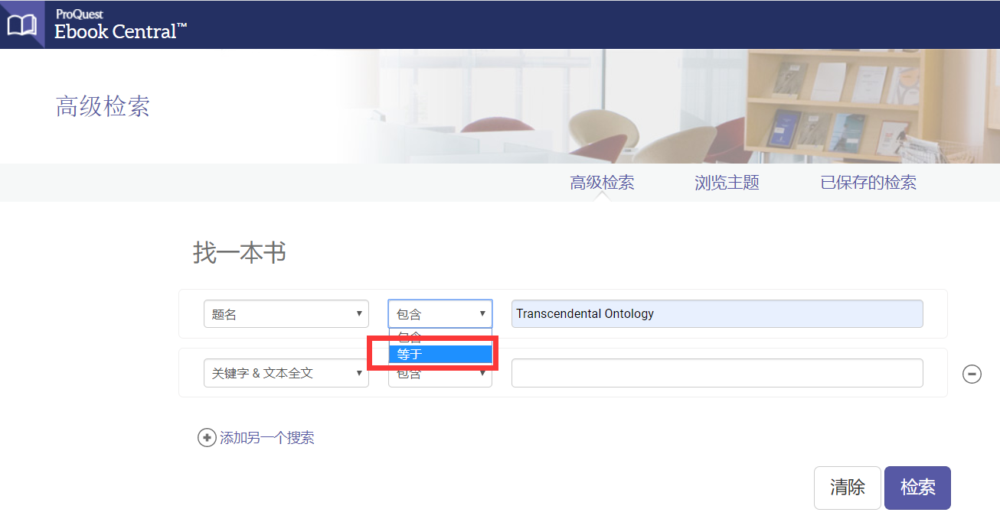 ProQuest
Ebook Central™
高级检索
高级检索 浏览主题 已保存的检索
找一本书
题名 包含 Transcendental Ontology
包含
等于
关键字 & 文本全文 包含
添加另一个搜索
清除 检索